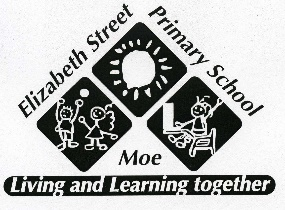 Elizabeth Street
Primary School
Moe
Living and Learning together